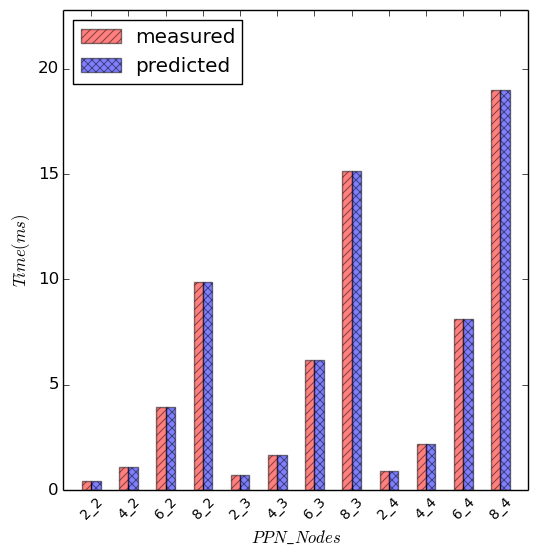 measured
predicted
20
15
10
5
0
Time(ms)
2_2 4_2 6_2 8_2 2_3 4_3 6_3 8_3 2_4 4_4 6_4 8_4
PPN_Nodes